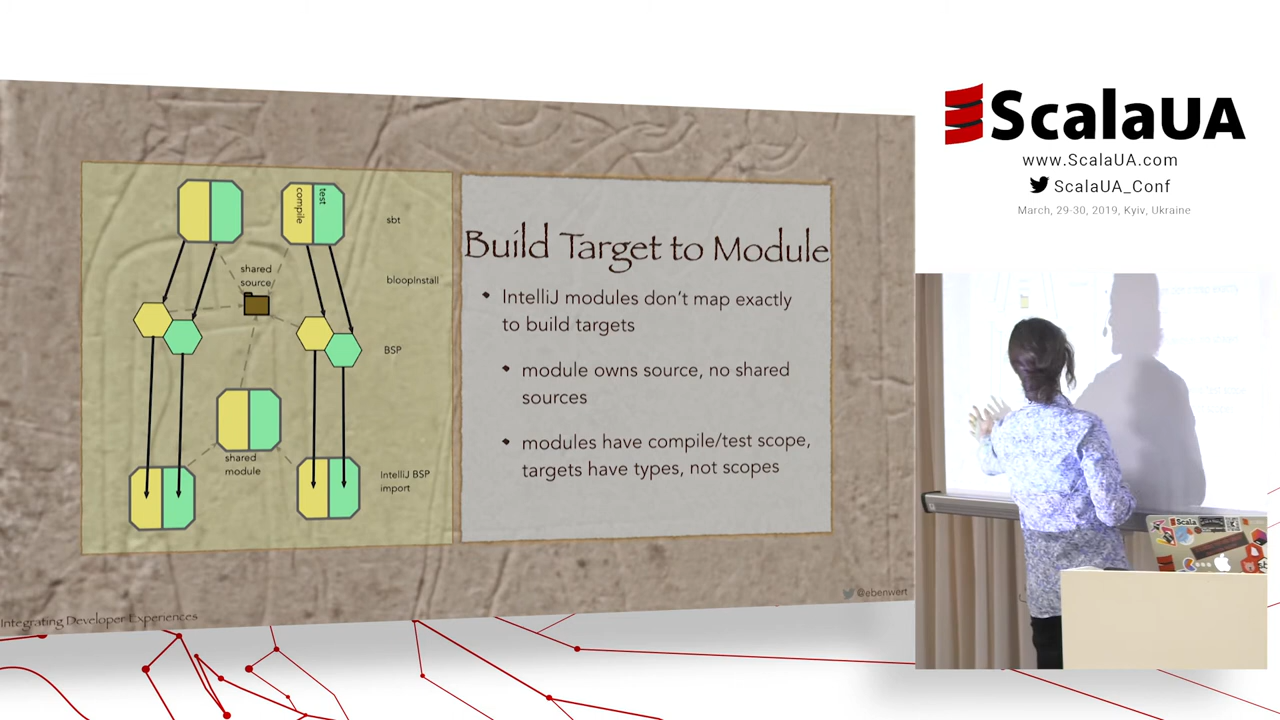 ScalaUA
www.ScalaUA.com
ScalaUA_Conf
March, 29-30, 2019, Kyiv, Ukraine
compile
test
sbt
shared
source
bloopInstall
BSP
shared
module
IntelliJ BSP
import
Build Target to Module
• IntelliJ modules don't map exactly
to build targets
• module owns source, no shared
sources
• modules have compile/test scope,
targets have types, not scopes
@ebenwert
Integrating Developer Experiences
Scala